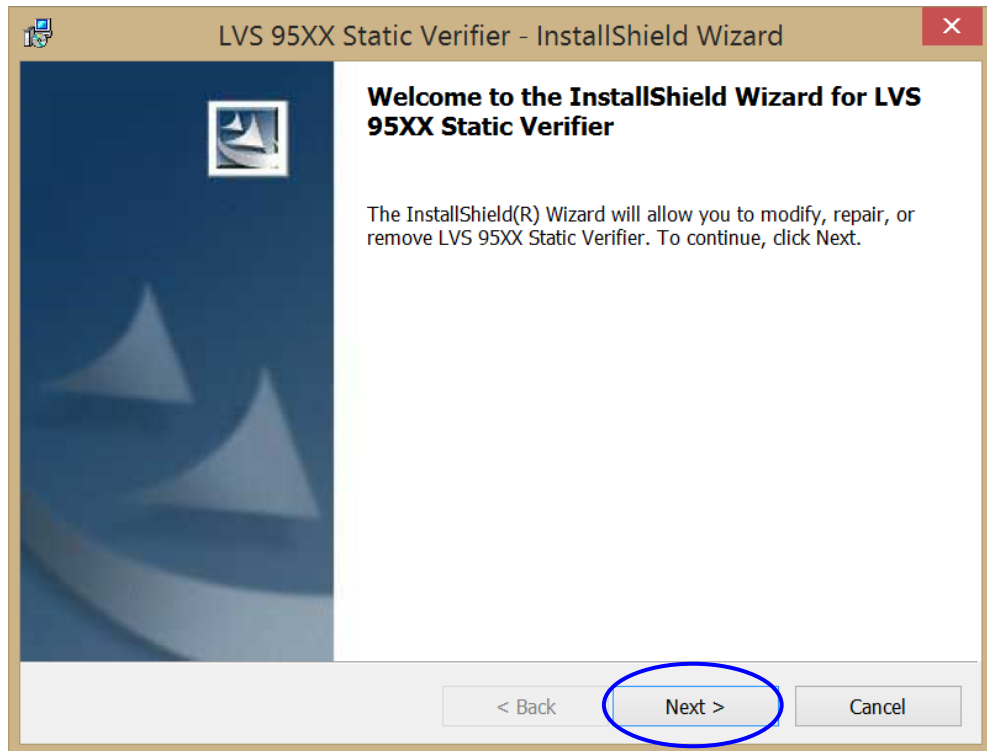 LVS 95XX Static Verifier - InstallShield Wizard
Welcome to the InstallShield Wizard for LVS
95XX Static Verifier
The InstallShield(R) Wizard will allow you to modify, repair, or
remove LVS 95XX Static Verifier. To continue, click Next.
< Back Next > Cancel